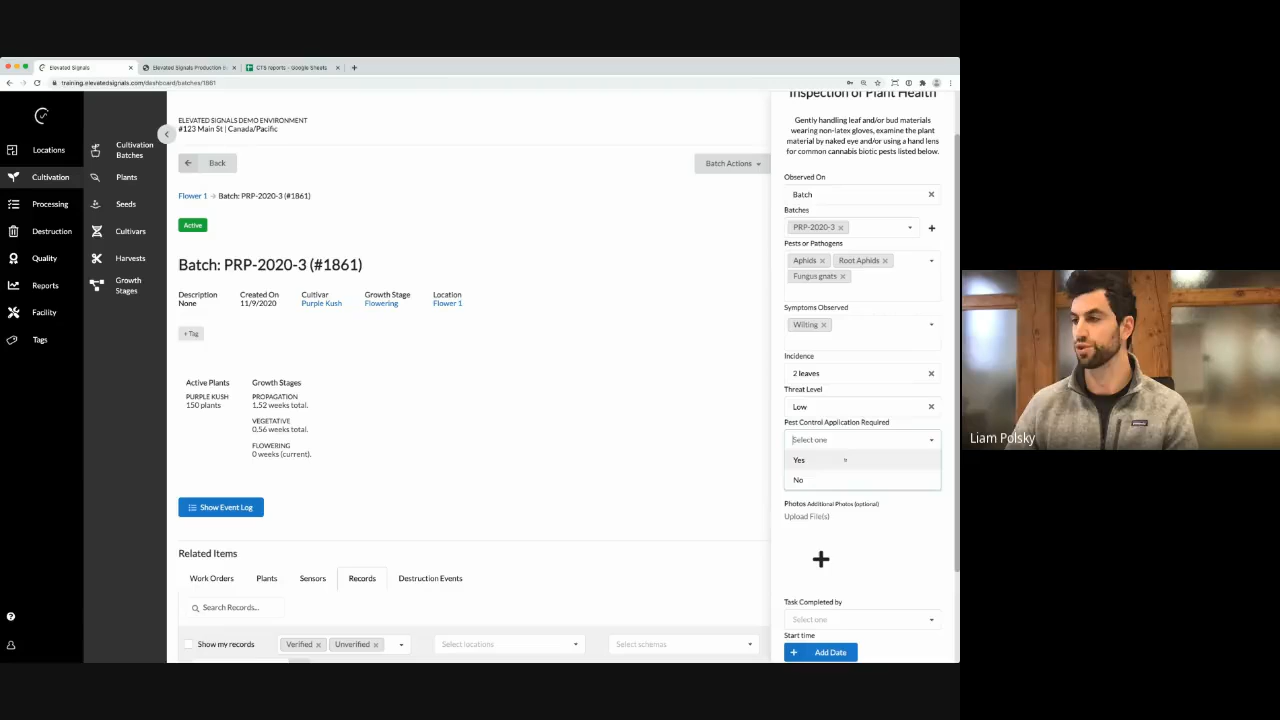 Elevated Signals
Elevated Signals Production B
CTS reports - Google Sheets
training.elevatedsignals.com/dashboard/batches/1861
Locations
Cultivation
Processing
Destruction
Quality
Reports
Facility
Tags
Cultivation
Batches
Plants
Seeds
Cultivars
Harvests
Growth
Stages
ELEVATED SIGNALS DEMO ENVIRONMENT
#123 Main St | Canada/Pacific
Back
Batch Actions
Flower 1 → Batch: PRP-2020-3 (#1861)
Active
Batch: PRP-2020-3 (#1861)
Description
None
Created On
11/9/2020
Cultivar
Purple Kush
Growth Stage
Flowering
Location
Flower 1
+ Tag
Active Plants
PURPLE KUSH
150 plants
Growth Stages
PROPAGATION
1.52 weeks total.
VEGETATIVE
0.56 weeks total.
FLOWERING
0 weeks (current).
Show Event Log
Related Items
Work Orders Plants Sensors Records Destruction Events
Search Records...
Show my records Verified Unverified Select locations Select schemas
Inspection of Plant Health
Gently handling leaf and/or bud materials
wearing non-latex gloves, examine the plant
material by naked eye and/or using a hand lens
for common cannabis biotic pests listed below.
Observed On
Batch
Batches
PRP-2020-3
Pests or Pathogens
Aphids Root Aphids
Fungus gnats
Symptoms Observed
Wilting
Incidence
2 leaves
Threat Level
Low
Pest Control Application Required
Select one
Yes
No
Photos Additional Photos (optional)
Upload File(s)
Task Completed by
Select one
Start time
+ Add Date
Liam Polsky